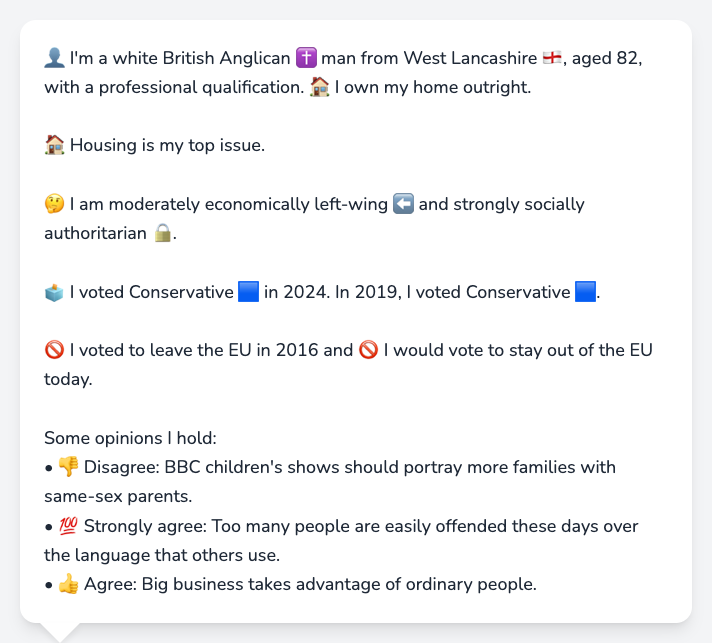 👤 I'm a white British Anglican ✝️ man from West Lancashire 🏴󠁧󠁢󠁥󠁮󠁧󠁿, aged 82,
with a professional qualification. 🏠 I own my home outright.
🏠 Housing is my top issue.
🤔 I am moderately economically left-wing ⬅️ and strongly socially
authoritarian 🔒.
🗳️ I voted Conservative 🟦 in 2024. In 2019, I voted Conservative 🟦.
🚫 I voted to leave the EU in 2016 and 🚫 I would vote to stay out of the EU
today.
Some opinions I hold:
• 👎 Disagree: BBC children's shows should portray more families with
same-sex parents.
• 💯 Strongly agree: Too many people are easily offended these days over
the language that others use.
• 👍 Agree: Big business takes advantage of ordinary people.